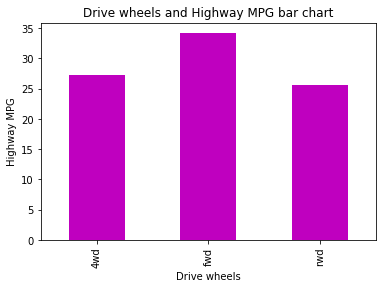 Drive wheels and Highway MPG bar chart
35
30
25
20
15
10
5
0
Highway MPG
4wd
fwd
rwd
Drive wheels